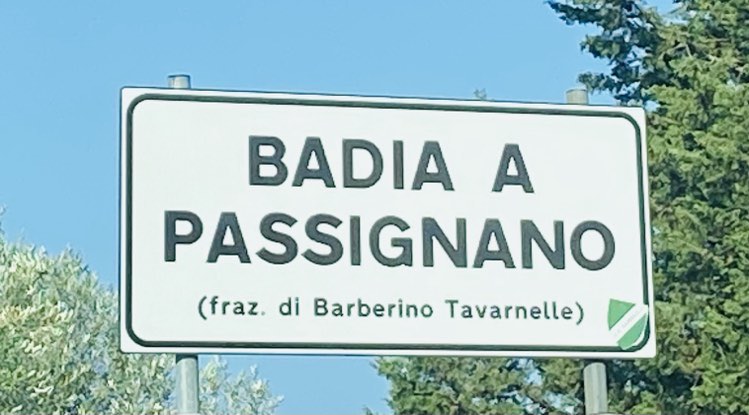 BADIA A
PASSIGNANO
(fraz. di Barberino Tavarnelle)